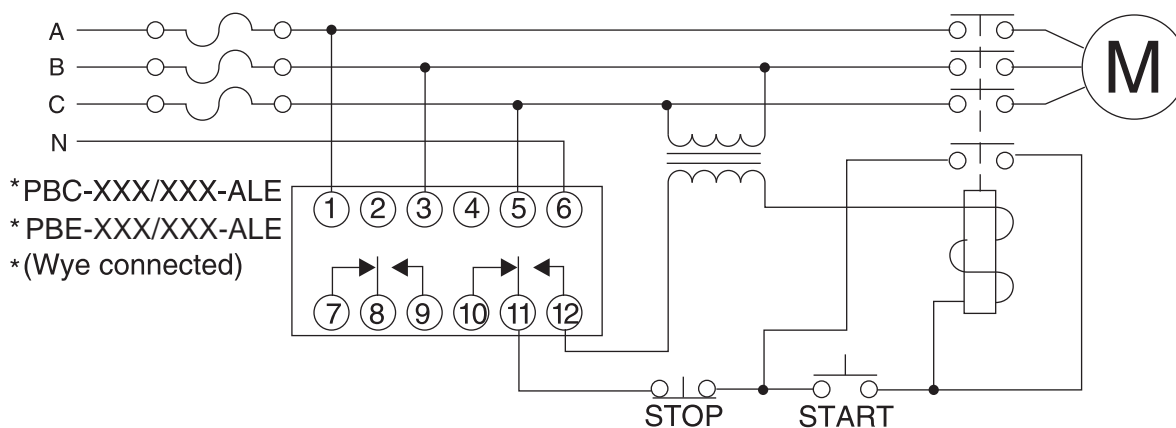 A
B
C
N
M
*PBC-XXX/XXX-ALE
*PBE-XXX/XXX-ALE
*(Wye connected)
1 2 3 4 5 6
7 8 9 10 11 12
STOP START